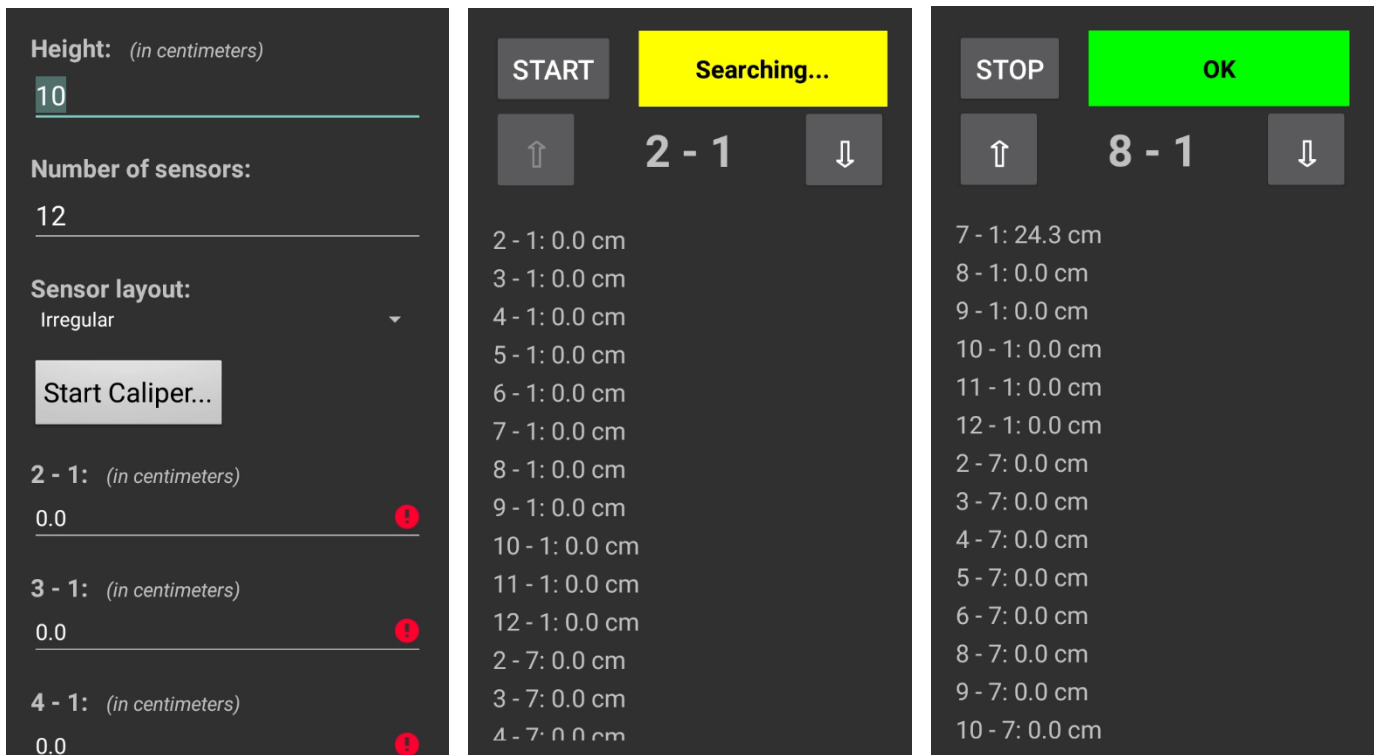 Height: (in centimeters)
10
Number of sensors:
12
Sensor layout:
Irregular
Start Caliper...
2 - 1: (in centimeters)
0.0
3 - 1: (in centimeters)
0.0
4 - 1: (in centimeters)
0.0
START
Searching...
⇧
2 - 1
⇩
2 - 1: 0.0 cm
3 - 1: 0.0 cm
4 - 1: 0.0 cm
5 - 1: 0.0 cm
6 - 1: 0.0 cm
7 - 1: 0.0 cm
8 - 1: 0.0 cm
9 - 1: 0.0 cm
10 - 1: 0.0 cm
11 - 1: 0.0 cm
12 - 1: 0.0 cm
2 - 7: 0.0 cm
3 - 7: 0.0 cm
4 - 7: 0.0 cm
STOP
OK
⇧
8 - 1
⇩
7 - 1: 24.3 cm
8 - 1: 0.0 cm
9 - 1: 0.0 cm
10 - 1: 0.0 cm
11 - 1: 0.0 cm
12 - 1: 0.0 cm
2 - 7: 0.0 cm
3 - 7: 0.0 cm
4 - 7: 0.0 cm
5 - 7: 0.0 cm
6 - 7: 0.0 cm
8 - 7: 0.0 cm
9 - 7: 0.0 cm
10 - 7: 0.0 cm